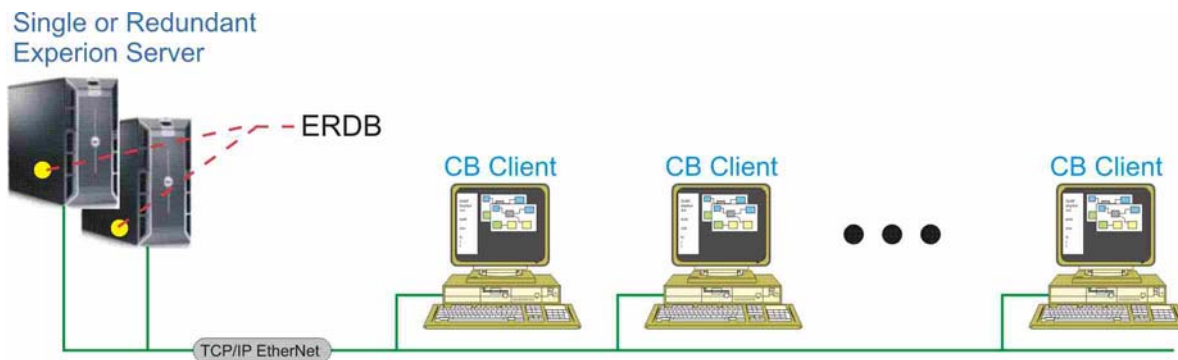 Single or Redundant
Experion Server
ERDB
CB Client
CB Client
CB Client
TCP/IP EtherNet